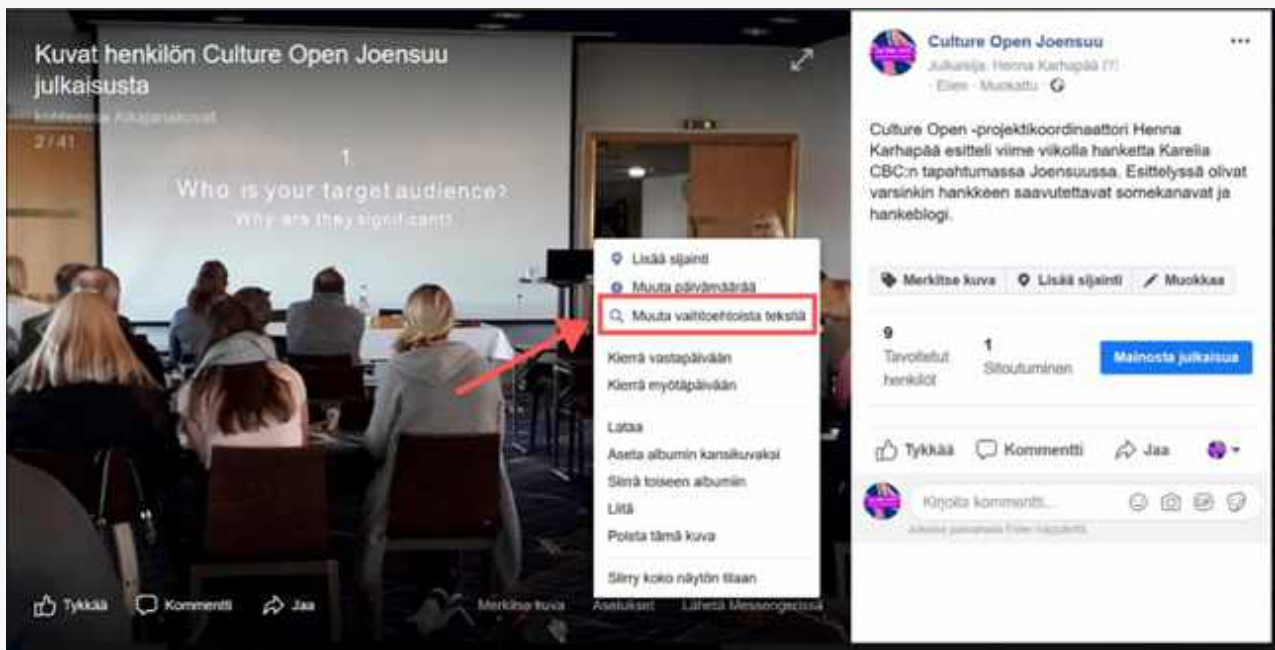 Kuvat henkilön Culture Open Joensuu
julkaisusta
kohteessa Aikajanakuvat
2 / 41
1.
Who is your target audience?
Why are they significant?
Lisää sijainti
Muuta päivämäärää
Muuta vaihtoehtoista tekstiä
Kierrä vastapäivään
Kierrä myötäpäivään
Lataa
Aseta albumin kansikuvaksi
Siirrä toiseen albumiin
Liitä
Poista tämä kuva
Siirry koko näytön tilaan
Tykkää Kommentti Jaa
Merkitse kuva Asetukset Lähetä Messengerissä
Culture Open Joensuu
Julkaisija: Henna Karhapää [?]
· Eilen · Muokattu ·
Culture Open -projektikoordinaattori Henna
Karhapää esitteli viime viikolla hanketta Karelia
CBC:n tapahtumassa Joensuussa. Esittelyssä olivat
varsinkin hankkeen saavutettavat somekanavat ja
hankeblogi.
Merkitse kuva Lisää sijainti Muokkaa
9
Tavoitetut
henkilöt
1
Sitoutuminen
Mainosta julkaisua
Tykkää Kommentti Jaa
Kirjoita kommentti...